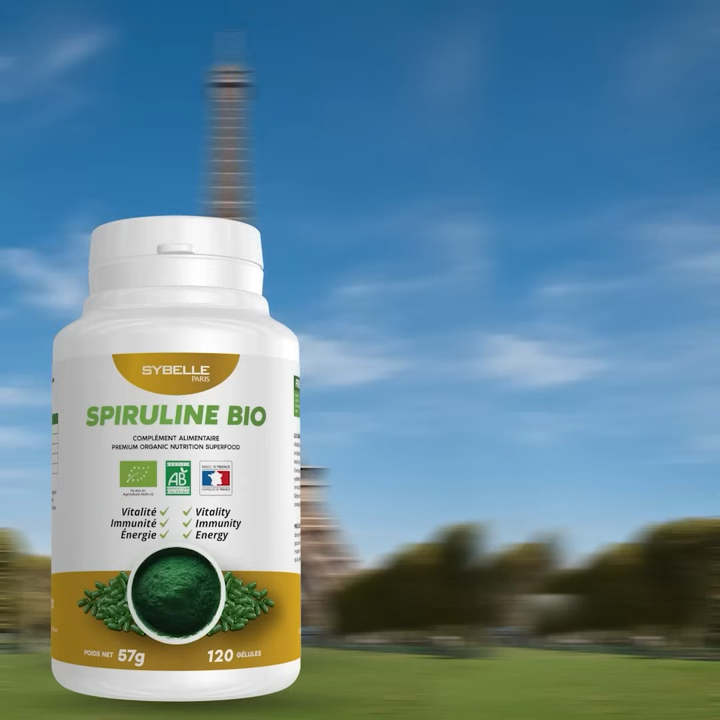 SYBELLE
PARIS
SPIRULINE BIO
COMPLÉMENT ALIMENTAIRE
PREMIUM ORGANIC NUTRITION SUPERFOOD
AB
Vitalité ✓ ✓ Vitality
Immunité ✓ ✓ Immunity
Énergie ✓ ✓ Energy
POIDS NET 57g 120 GÉLULES